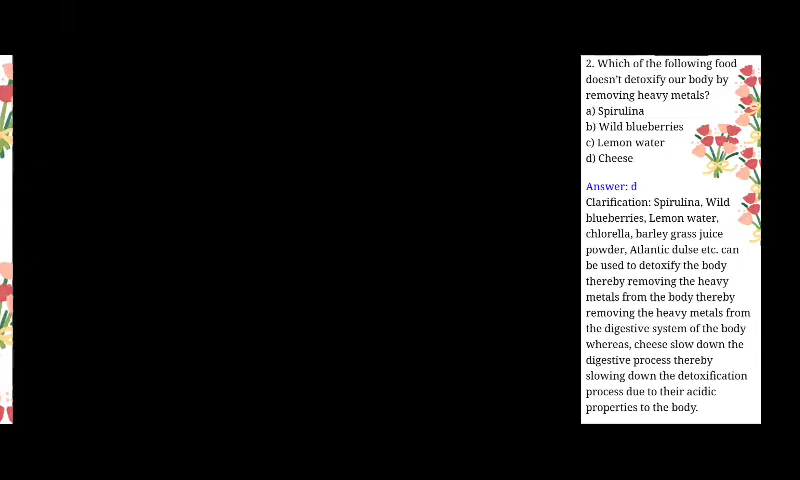 2. Which of the following food
doesn't detoxify our body by
removing heavy metals?
a) Spirulina
b) Wild blueberries
c) Lemon water
d) Cheese
Answer: d
Clarification: Spirulina, Wild
blueberries, Lemon water,
chlorella, barley grass juice
powder, Atlantic dulse etc. can
be used to detoxify the body
thereby removing the heavy
metals from the body thereby
removing the heavy metals from
the digestive system of the body
whereas, cheese slow down the
digestive process thereby
slowing down the detoxification
process due to their acidic
properties to the body.